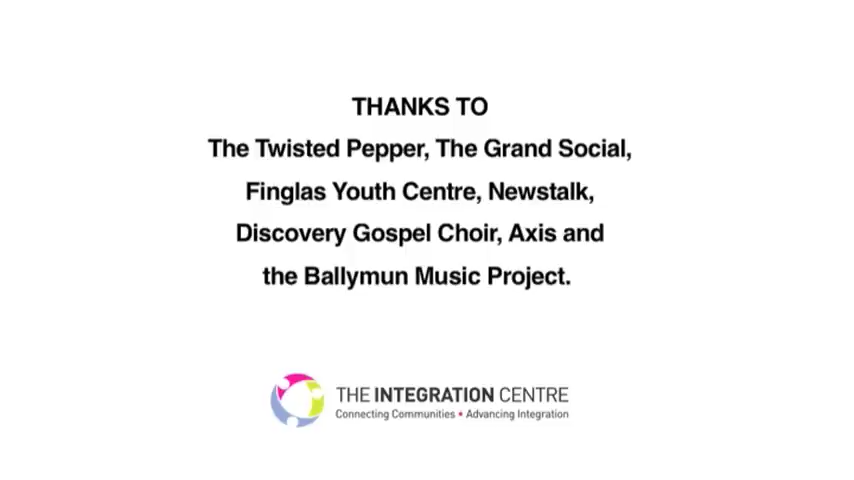 THANKS TO
The Twisted Pepper, The Grand Social,
Finglas Youth Centre, Newstalk,
Discovery Gospel Choir, Axis and
the Ballymun Music Project.
THE INTEGRATION CENTRE
Connecting Communities • Advancing Integration